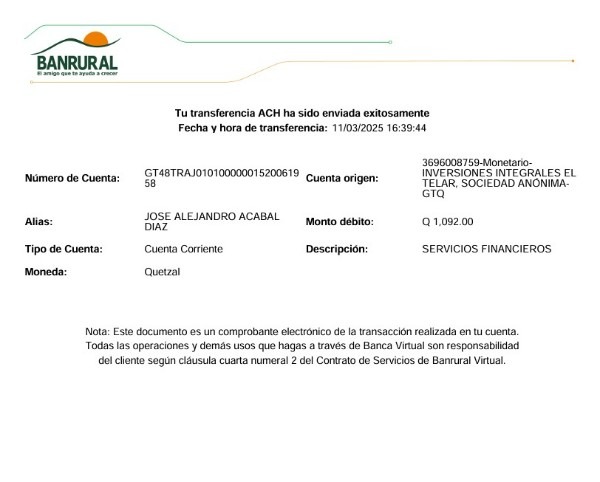 BANRURAL
El amigo que te ayuda a crecer
Tu transferencia ACH ha sido enviada exitosamente
Fecha y hora de transferencia: 11/03/2025 16:39:44
Número de Cuenta:
GT48TRAJ010100000015200619
58
Cuenta origen:
3696008759-Monetario-
INVERSIONES INTEGRALES EL
TELAR, SOCIEDAD ANÓNIMA-
GTQ
Alias:
JOSE ALEJANDRO ACABAL
DIAZ
Monto débito:
Q 1,092.00
Tipo de Cuenta:
Cuenta Corriente
Descripción:
SERVICIOS FINANCIEROS
Moneda:
Quetzal
Nota: Este documento es un comprobante electrónico de la transacción realizada en tu cuenta.
Todas las operaciones y demás usos que hagas a través de Banca Virtual son responsabilidad
del cliente según cláusula cuarta numeral 2 del Contrato de Servicios de Banrural Virtual.